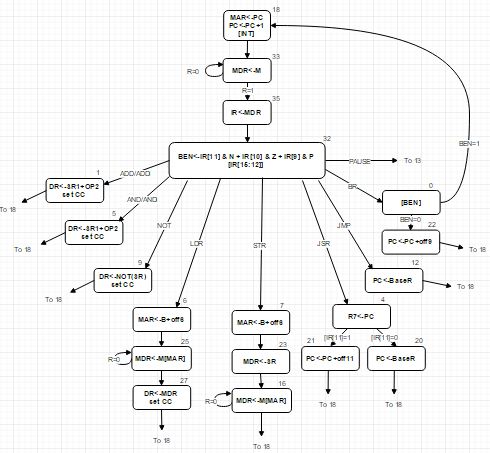 18
MAR<-PC
PC<-PC+1
[INT]
33
R=0
MDR<-M
R=1
35
IR<-MDR
32
BEN<-IR[11] & N + IR[10] & Z + IR[9] & P
[IR[15:12]]
PAUSE
To 13
BEN=1
1
ADD/ADDi
DR<-SR1+OP2
set CC
To 18
5
AND/ANDi
DR<-SR1+OP2
set CC
To 18
NOT
LDR
STR
JSR
JMP
BR
0
[BEN]
BEN=0
22
PC<-PC+off9
To 18
9
DR<-NOT(SR)
set CC
To 18
12
PC<-BaseR
To 18
6
MAR<-B+off6
7
MAR<-B+off6
4
R7<-PC
[IR[11]=1
[IR[11]=0
25
R=0
MDR<-M[MAR]
23
MDR<-SR
21
PC<-PC+off11
20
PC<-BaseR
27
DR<-MDR
set CC
16
R=0
MDR<-M[MAR]
To 18
To 18
To 18
To 18